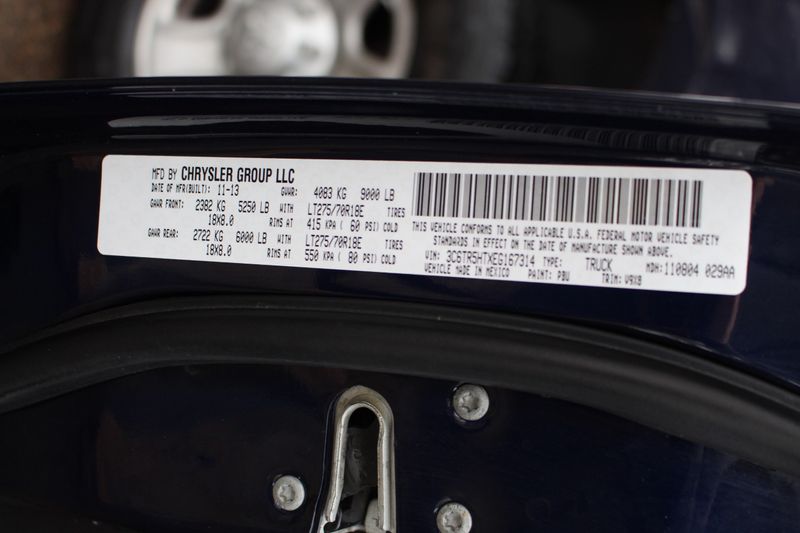 MFD BY CHRYSLER GROUP LLC
DATE OF MFR(BUILT): 11-13 GVWR: 4083 KG 9000 LB
GAWR FRONT: 2382 KG 5250 LB WITH LT275/70R18E TIRES
18X8.0 RIMS AT 415 KPA ( 60 PSI) COLD
GAWR REAR: 2722 KG 6000 LB WITH LT275/70R18E TIRES
18X8.0 RIMS AT 550 KPA ( 80 PSI) COLD
THIS VEHICLE CONFORMS TO ALL APPLICABLE U.S.A. FEDERAL MOTOR VEHICLE SAFETY
STANDARDS IN EFFECT ON THE DATE OF MANUFACTURE SHOWN ABOVE.
VIN: 3C6TR5HTXEG167314 TYPE: TRUCK MDH: 110804 029AA
VEHICLE MADE IN MEXICO PAINT: PBU TRIM: V9X8